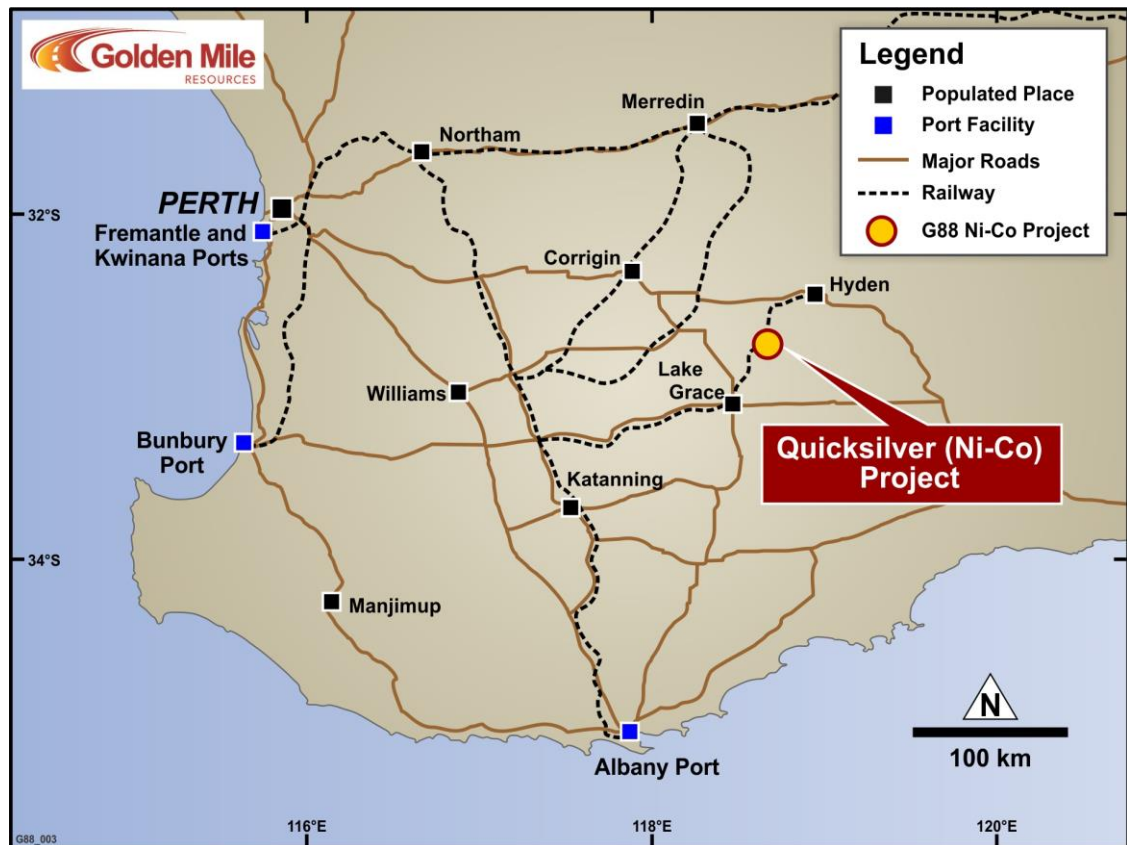 Golden Mile
RESOURCES
Legend
Populated Place
Port Facility
Major Roads
Railway
G88 Ni-Co Project
Merredin
Northam
PERTH
32°S
Fremantle and
Kwinana Ports
Corrigin
Hyden
Lake
Grace
Williams
Bunbury
Port
Quicksilver (Ni-Co)
Project
Katanning
34°S
Manjimup
N
100 km
Albany Port
116°E
118°E
120°E
G88_003